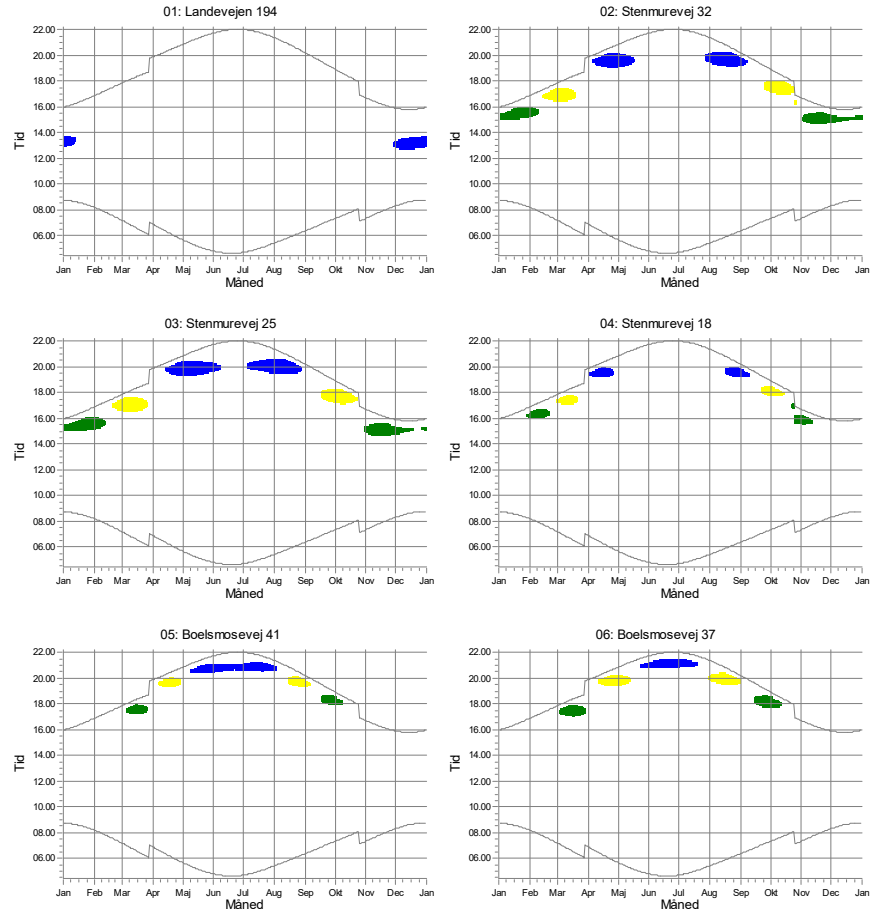 01: Landevejen 194
22.00
20.00
18.00
16.00
14.00
12.00
10.00
08.00
06.00
Tid
Jan Feb Mar Apr Maj Jun Jul Aug Sep Okt Nov Dec Jan
Måned
02: Stenmurevej 32
22.00
20.00
18.00
16.00
14.00
12.00
10.00
08.00
06.00
Tid
Jan Feb Mar Apr Maj Jun Jul Aug Sep Okt Nov Dec Jan
Måned
03: Stenmurevej 25
22.00
20.00
18.00
16.00
14.00
12.00
10.00
08.00
06.00
Tid
Jan Feb Mar Apr Maj Jun Jul Aug Sep Okt Nov Dec Jan
Måned
04: Stenmurevej 18
22.00
20.00
18.00
16.00
14.00
12.00
10.00
08.00
06.00
Tid
Jan Feb Mar Apr Maj Jun Jul Aug Sep Okt Nov Dec Jan
Måned
05: Boelsmosevej 41
22.00
20.00
18.00
16.00
14.00
12.00
10.00
08.00
06.00
Tid
Jan Feb Mar Apr Maj Jun Jul Aug Sep Okt Nov Dec Jan
Måned
06: Boelsmosevej 37
22.00
20.00
18.00
16.00
14.00
12.00
10.00
08.00
06.00
Tid
Jan Feb Mar Apr Maj Jun Jul Aug Sep Okt Nov Dec Jan
Måned